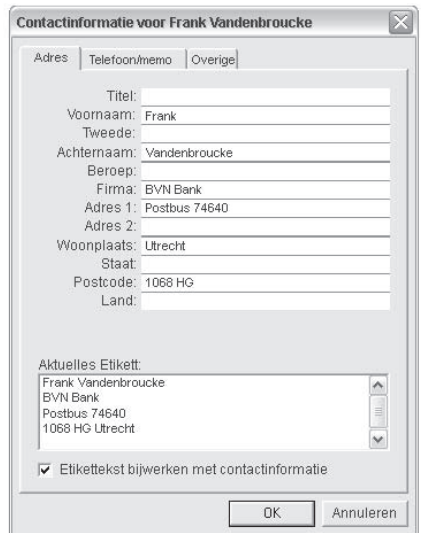 Contactinformatie voor Frank Vandenbroucke
Adres Telefoon/memo Overige
Titel:
Voornaam: Frank
Tweede:
Achternaam: Vandenbroucke
Beroep:
Firma: BVN Bank
Adres 1: Postbus 74640
Adres 2:
Woonplaats: Utrecht
Staat:
Postcode: 1068 HG
Land:
Aktuelles Etikett:
Frank Vandenbroucke
BVN Bank
Postbus 74640
1068 HG Utrecht
Etikettekst bijwerken met contactinformatie
OK Annuleren